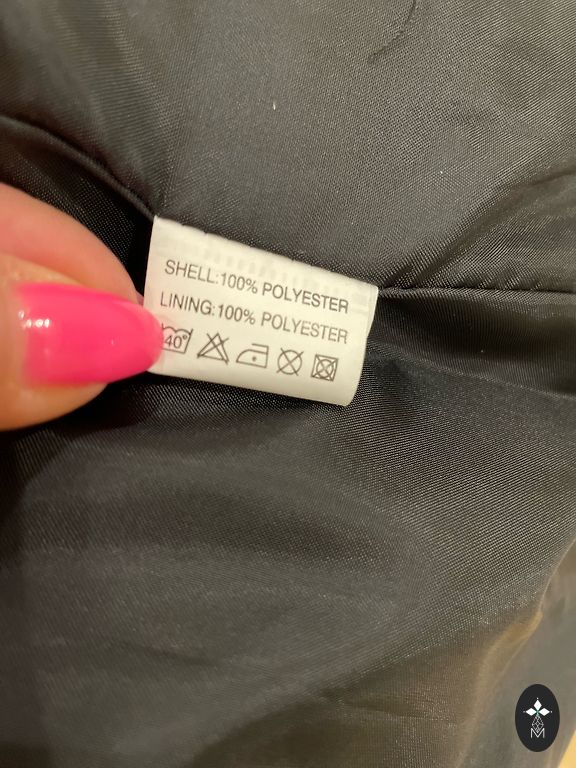 SHELL:100% POLYESTER
LINING:100% POLYESTER
40°
M